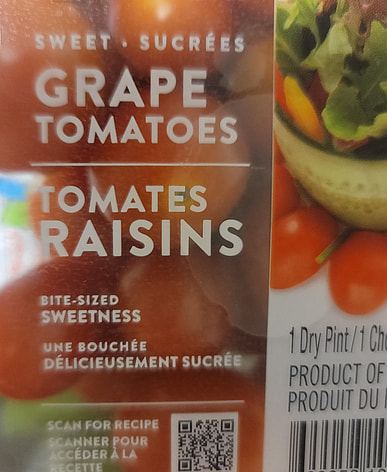 SWEET · SUCRÉES
GRAPE
TOMATOES
TOMATES
RAISINS
BITE-SIZED
SWEETNESS
UNE BOUCHÉE
DÉLICIEUSEMENT SUCRÉE
SCAN FOR RECIPE
SCANNER POUR
ACCÉDER À LA
RECETTE
1 Dry Pint / 1
PRODUCT OF
PRODUIT DU